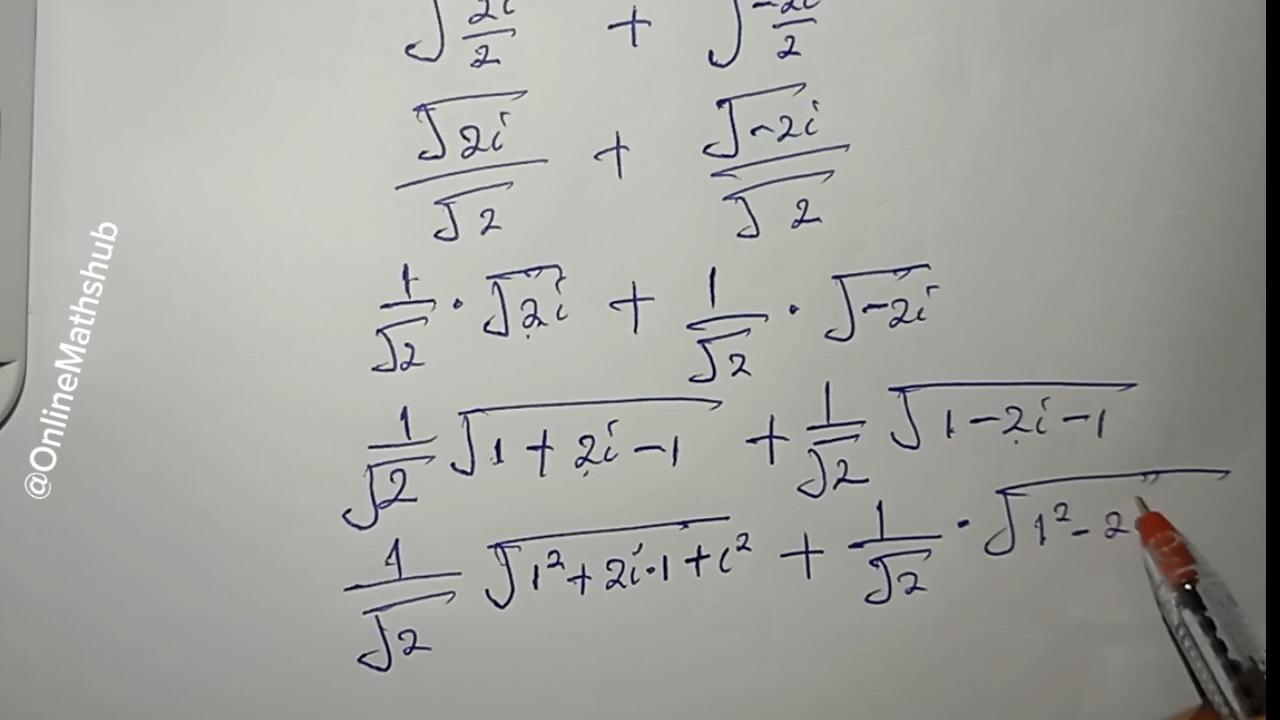 √(2i/2) + √(-2i/2)
√(2i)/√2 + √(-2i)/√2
1/√2 · √(2i) + 1/√2 · √(-2i)
1/√2 √(1+2i-1) + 1/√2 √(1-2i-1)
1/√2 √(1²+2i·1+i²) + 1/√2 · √(1²-2
@OnlineMathshub